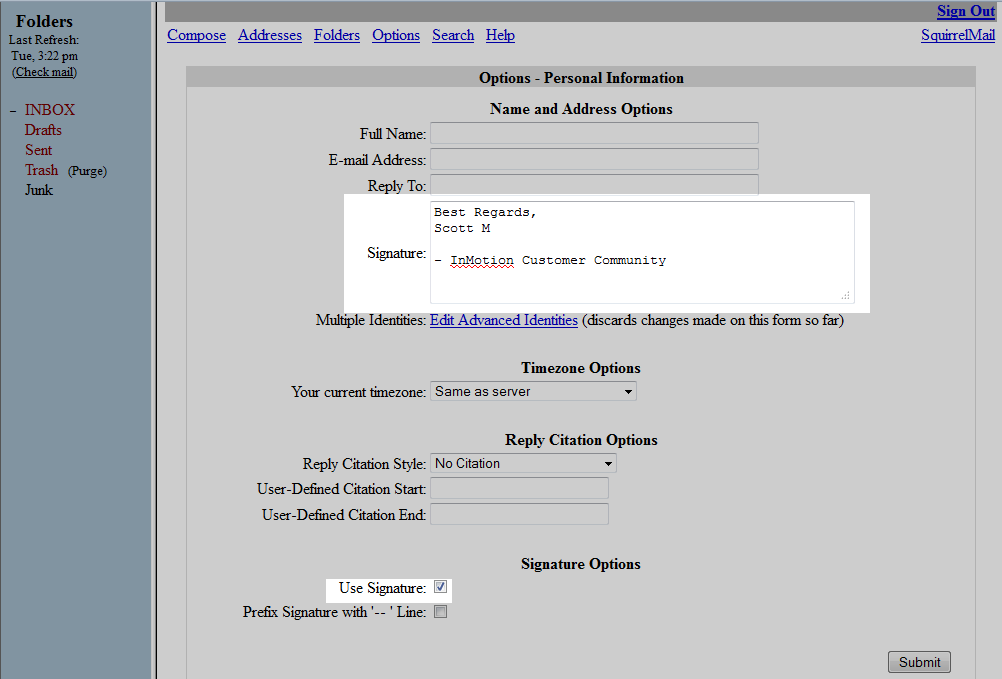 Folders
Last Refresh:
Tue, 3:22 pm
(Check mail)
– INBOX
Drafts
Sent
Trash (Purge)
Junk
Sign Out
Compose Addresses Folders Options Search Help SquirrelMail
Options - Personal Information
Name and Address Options
Full Name:
E-mail Address:
Reply To:
Signature:
Best Regards,
Scott M
- InMotion Customer Community
Multiple Identities: Edit Advanced Identities (discards changes made on this form so far)
Timezone Options
Your current timezone: Same as server
Reply Citation Options
Reply Citation Style: No Citation
User-Defined Citation Start:
User-Defined Citation End:
Signature Options
Use Signature:
Prefix Signature with '-- ' Line:
Submit